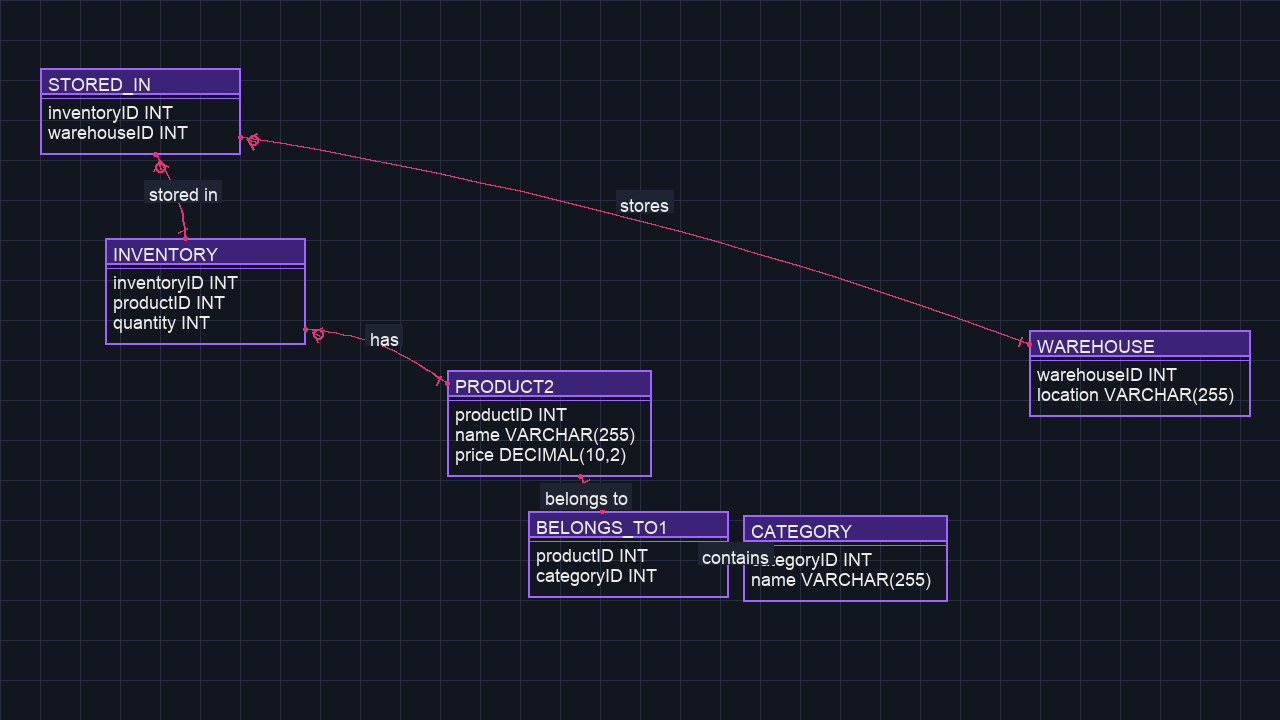 STORED_IN
inventoryID INT
warehouseID INT
stored in
stores
INVENTORY
inventoryID INT
productID INT
quantity INT
has
WAREHOUSE
warehouseID INT
location VARCHAR(255)
PRODUCT2
productID INT
name VARCHAR(255)
price DECIMAL(10,2)
belongs to
BELONGS_TO1
productID INT
categoryID INT
contains
CATEGORY
tegoryID INT
name VARCHAR(255)